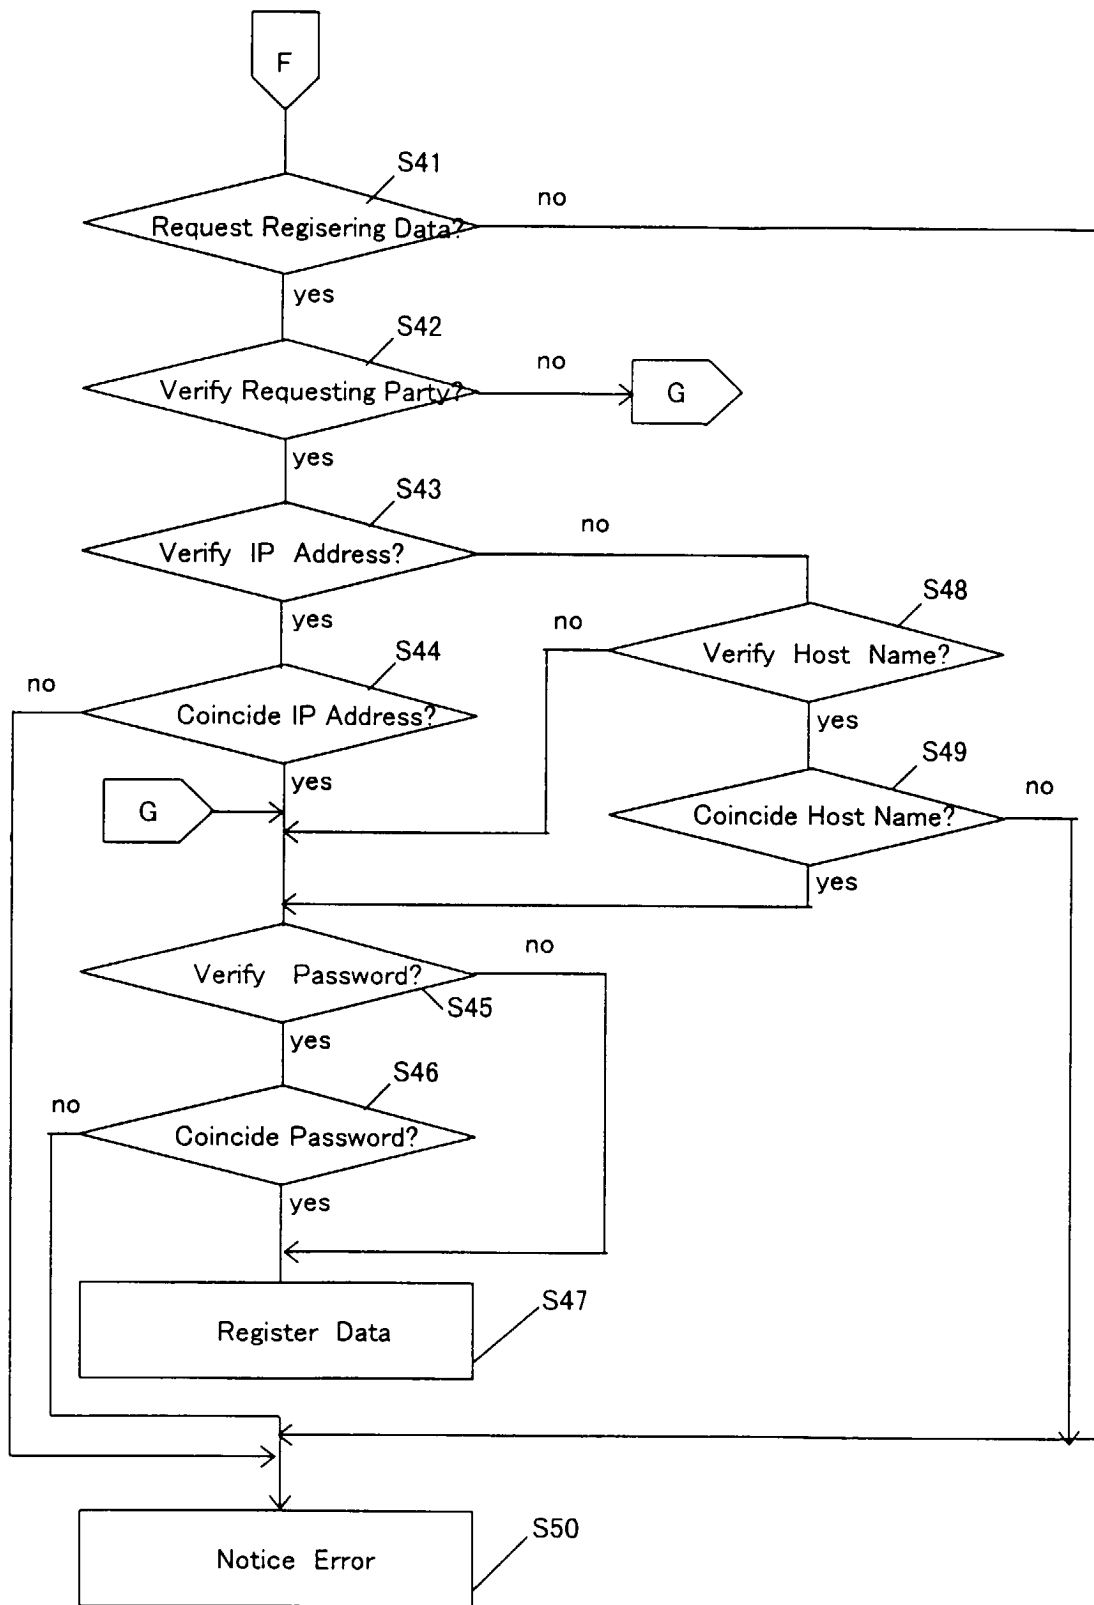 F
S41
no
Request Regisering Data?
yes
S42
no
Verify Requesting Party?
G
yes
S43
no
Verify IP Address?
yes
S48
no
Verify Host Name?
S44
no
Coincide IP Address?
yes
yes
S49
no
G
Coincide Host Name?
yes
no
Verify Password?
S45
yes
S46
no
Coincide Password?
yes
S47
Register Data
S50
Notice Error